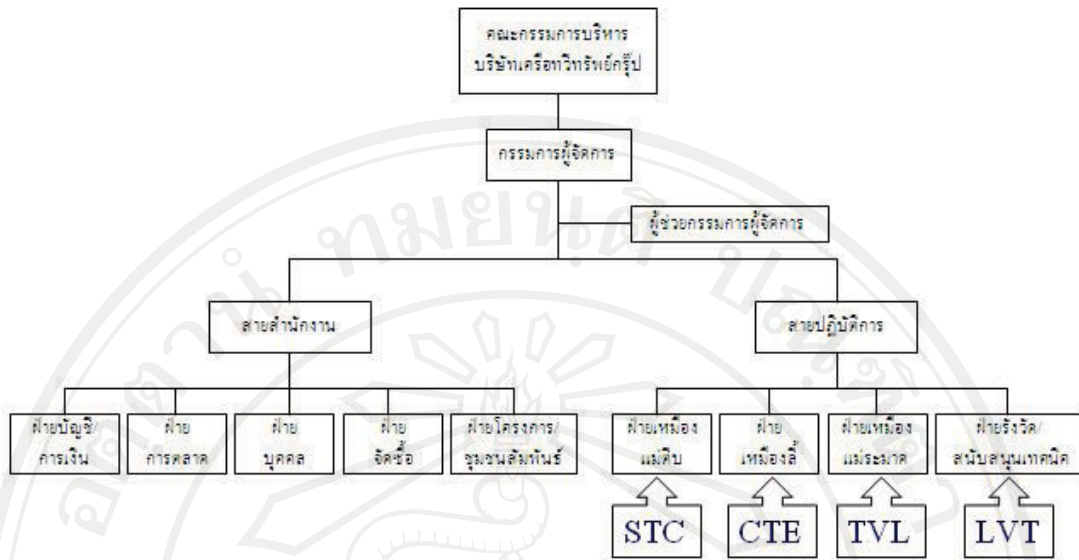 คณะกรรมการบริหาร
บริษัทเครือทวีทรัพย์กรุ๊ป
กรรมการผู้จัดการ
ผู้ช่วยกรรมการผู้จัดการ
สายสำนักงาน
สายปฏิบัติการ
ฝ่ายบัญชี/
การเงิน
ฝ่าย
การตลาด
ฝ่าย
บุคคล
ฝ่าย
จัดซื้อ
ฝ่ายโครงการ/
ชุมชนสัมพันธ์
ฝ่ายเหมือง
แม่ตีบ
ฝ่าย
เหมืองลี้
ฝ่ายเหมือง
แม่ระมาด
ฝ่ายรังวัด/
สนับสนุนเทคนิค
STC
CTE
TVL
LVT